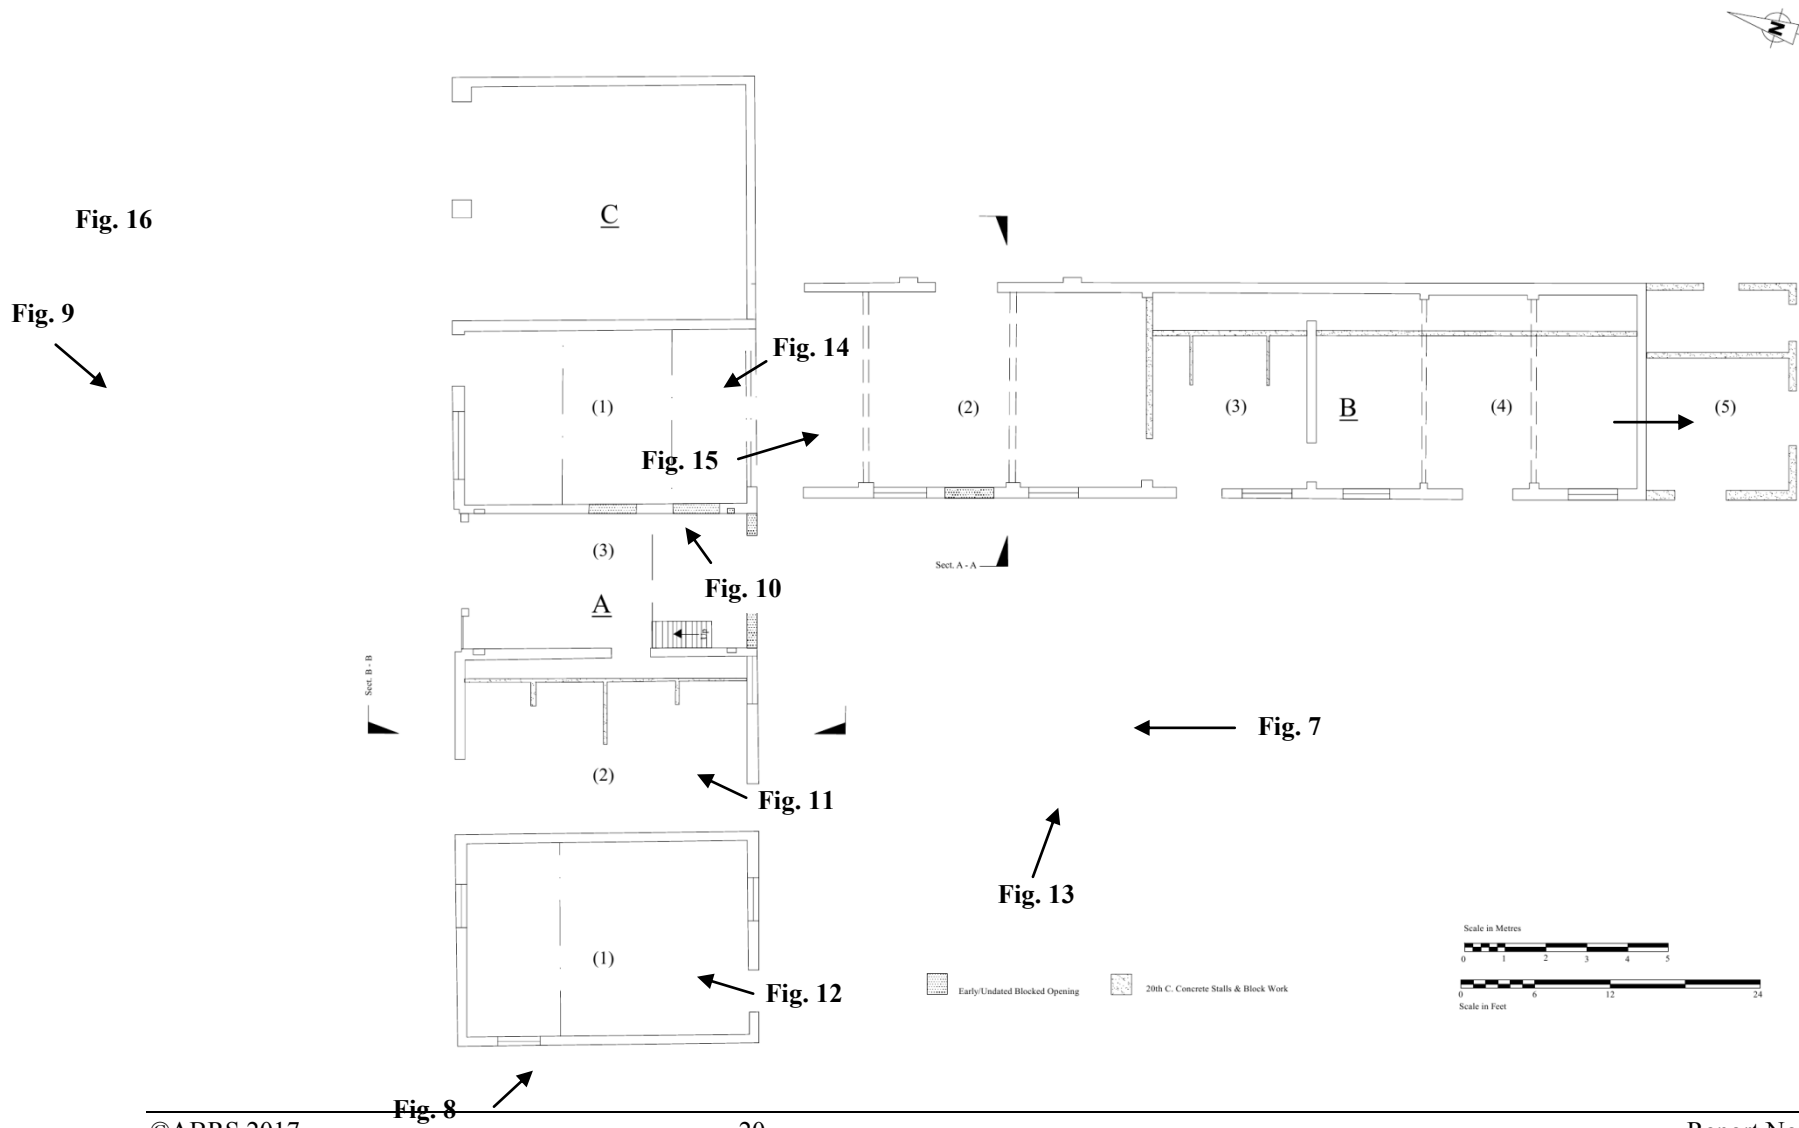 N
Fig. 16
C
Fig. 9
Fig. 14
(1)
(2)
(3)
B
(4)
(5)
Fig. 15
(3)
Sect. A - A
Fig. 10
A
Up
Sect. B - B
Fig. 7
(2)
Fig. 11
Fig. 13
Scale in Metres
0 1 2 3 4 5
(1)
Fig. 12
Early/Undated Blocked Opening
20th C. Concrete Stalls & Block Work
0 6 12 24
Scale in Feet
Fig. 8
©ABRS 2017
20
Report No